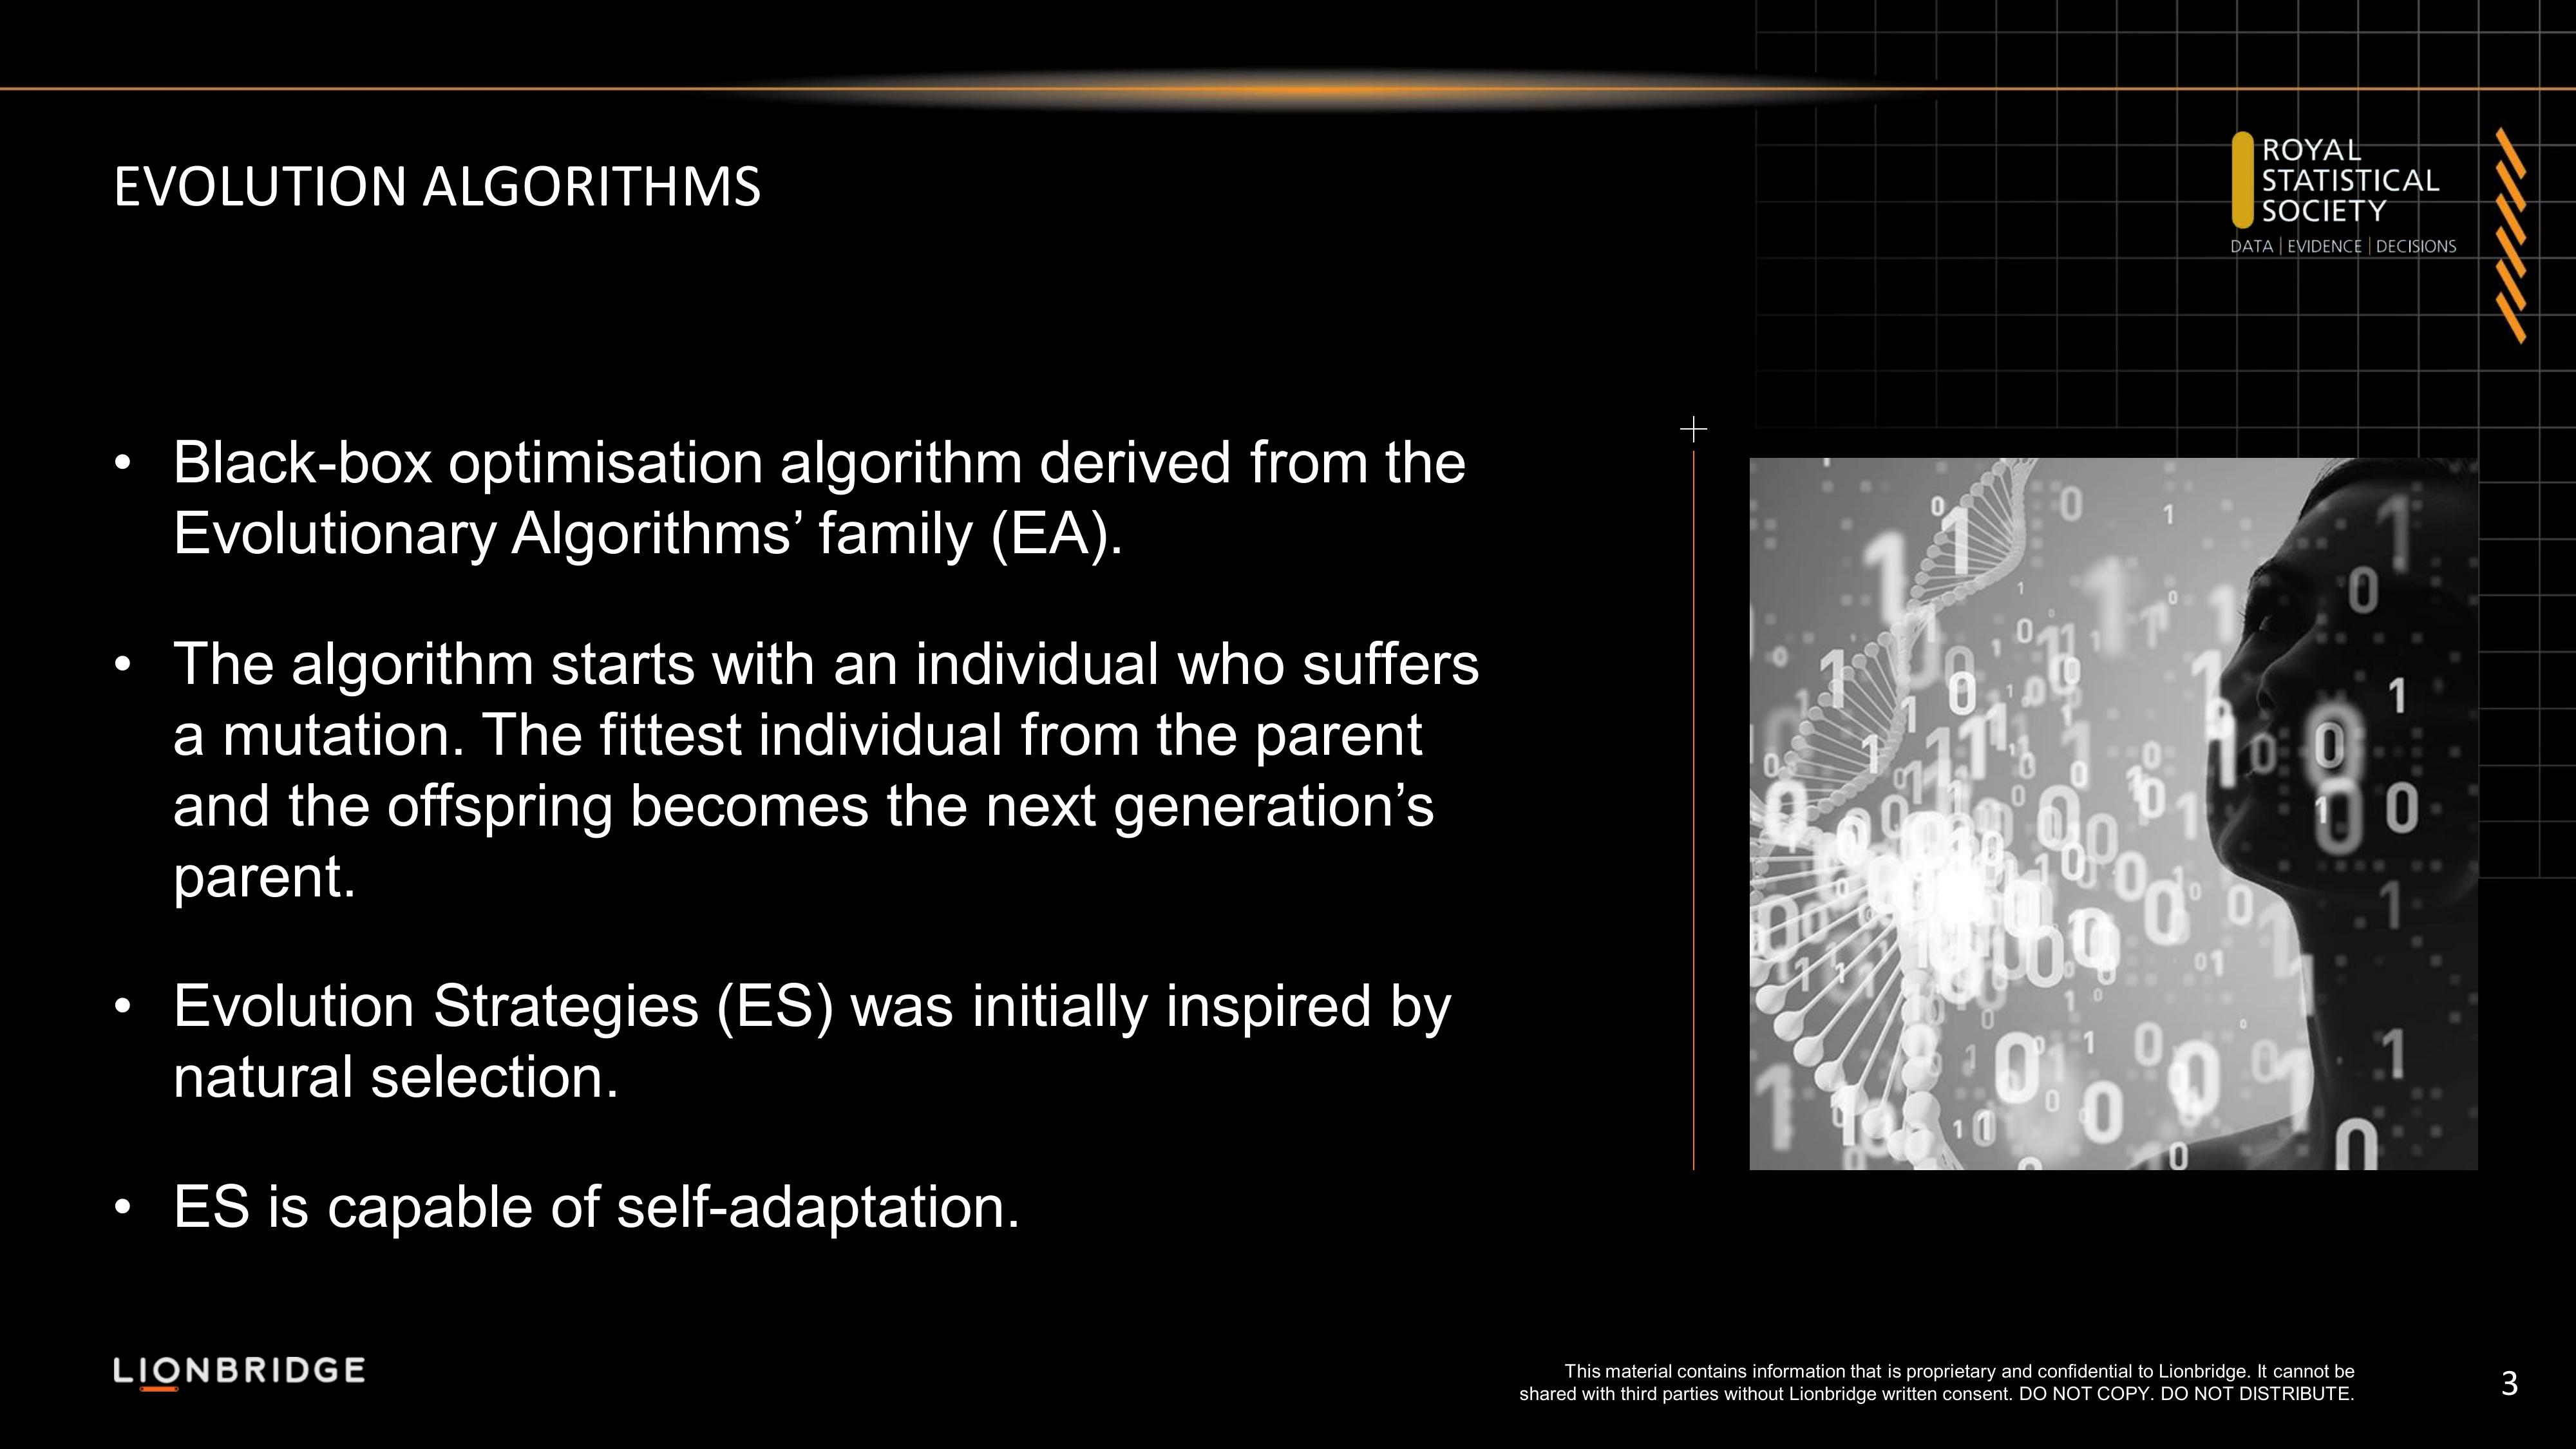 EVOLUTION ALGORITHMS
ROYAL
STATISTICAL
SOCIETY
DATA | EVIDENCE | DECISIONS
• Black-box optimisation algorithm derived from the
Evolutionary Algorithms’ family (EA).
• The algorithm starts with an individual who suffers
a mutation. The fittest individual from the parent
and the offspring becomes the next generation’s
parent.
• Evolution Strategies (ES) was initially inspired by
natural selection.
• ES is capable of self-adaptation.
LIONBRIDGE
This material contains information that is proprietary and confidential to Lionbridge. It cannot be
shared with third parties without Lionbridge written consent. DO NOT COPY. DO NOT DISTRIBUTE.
3